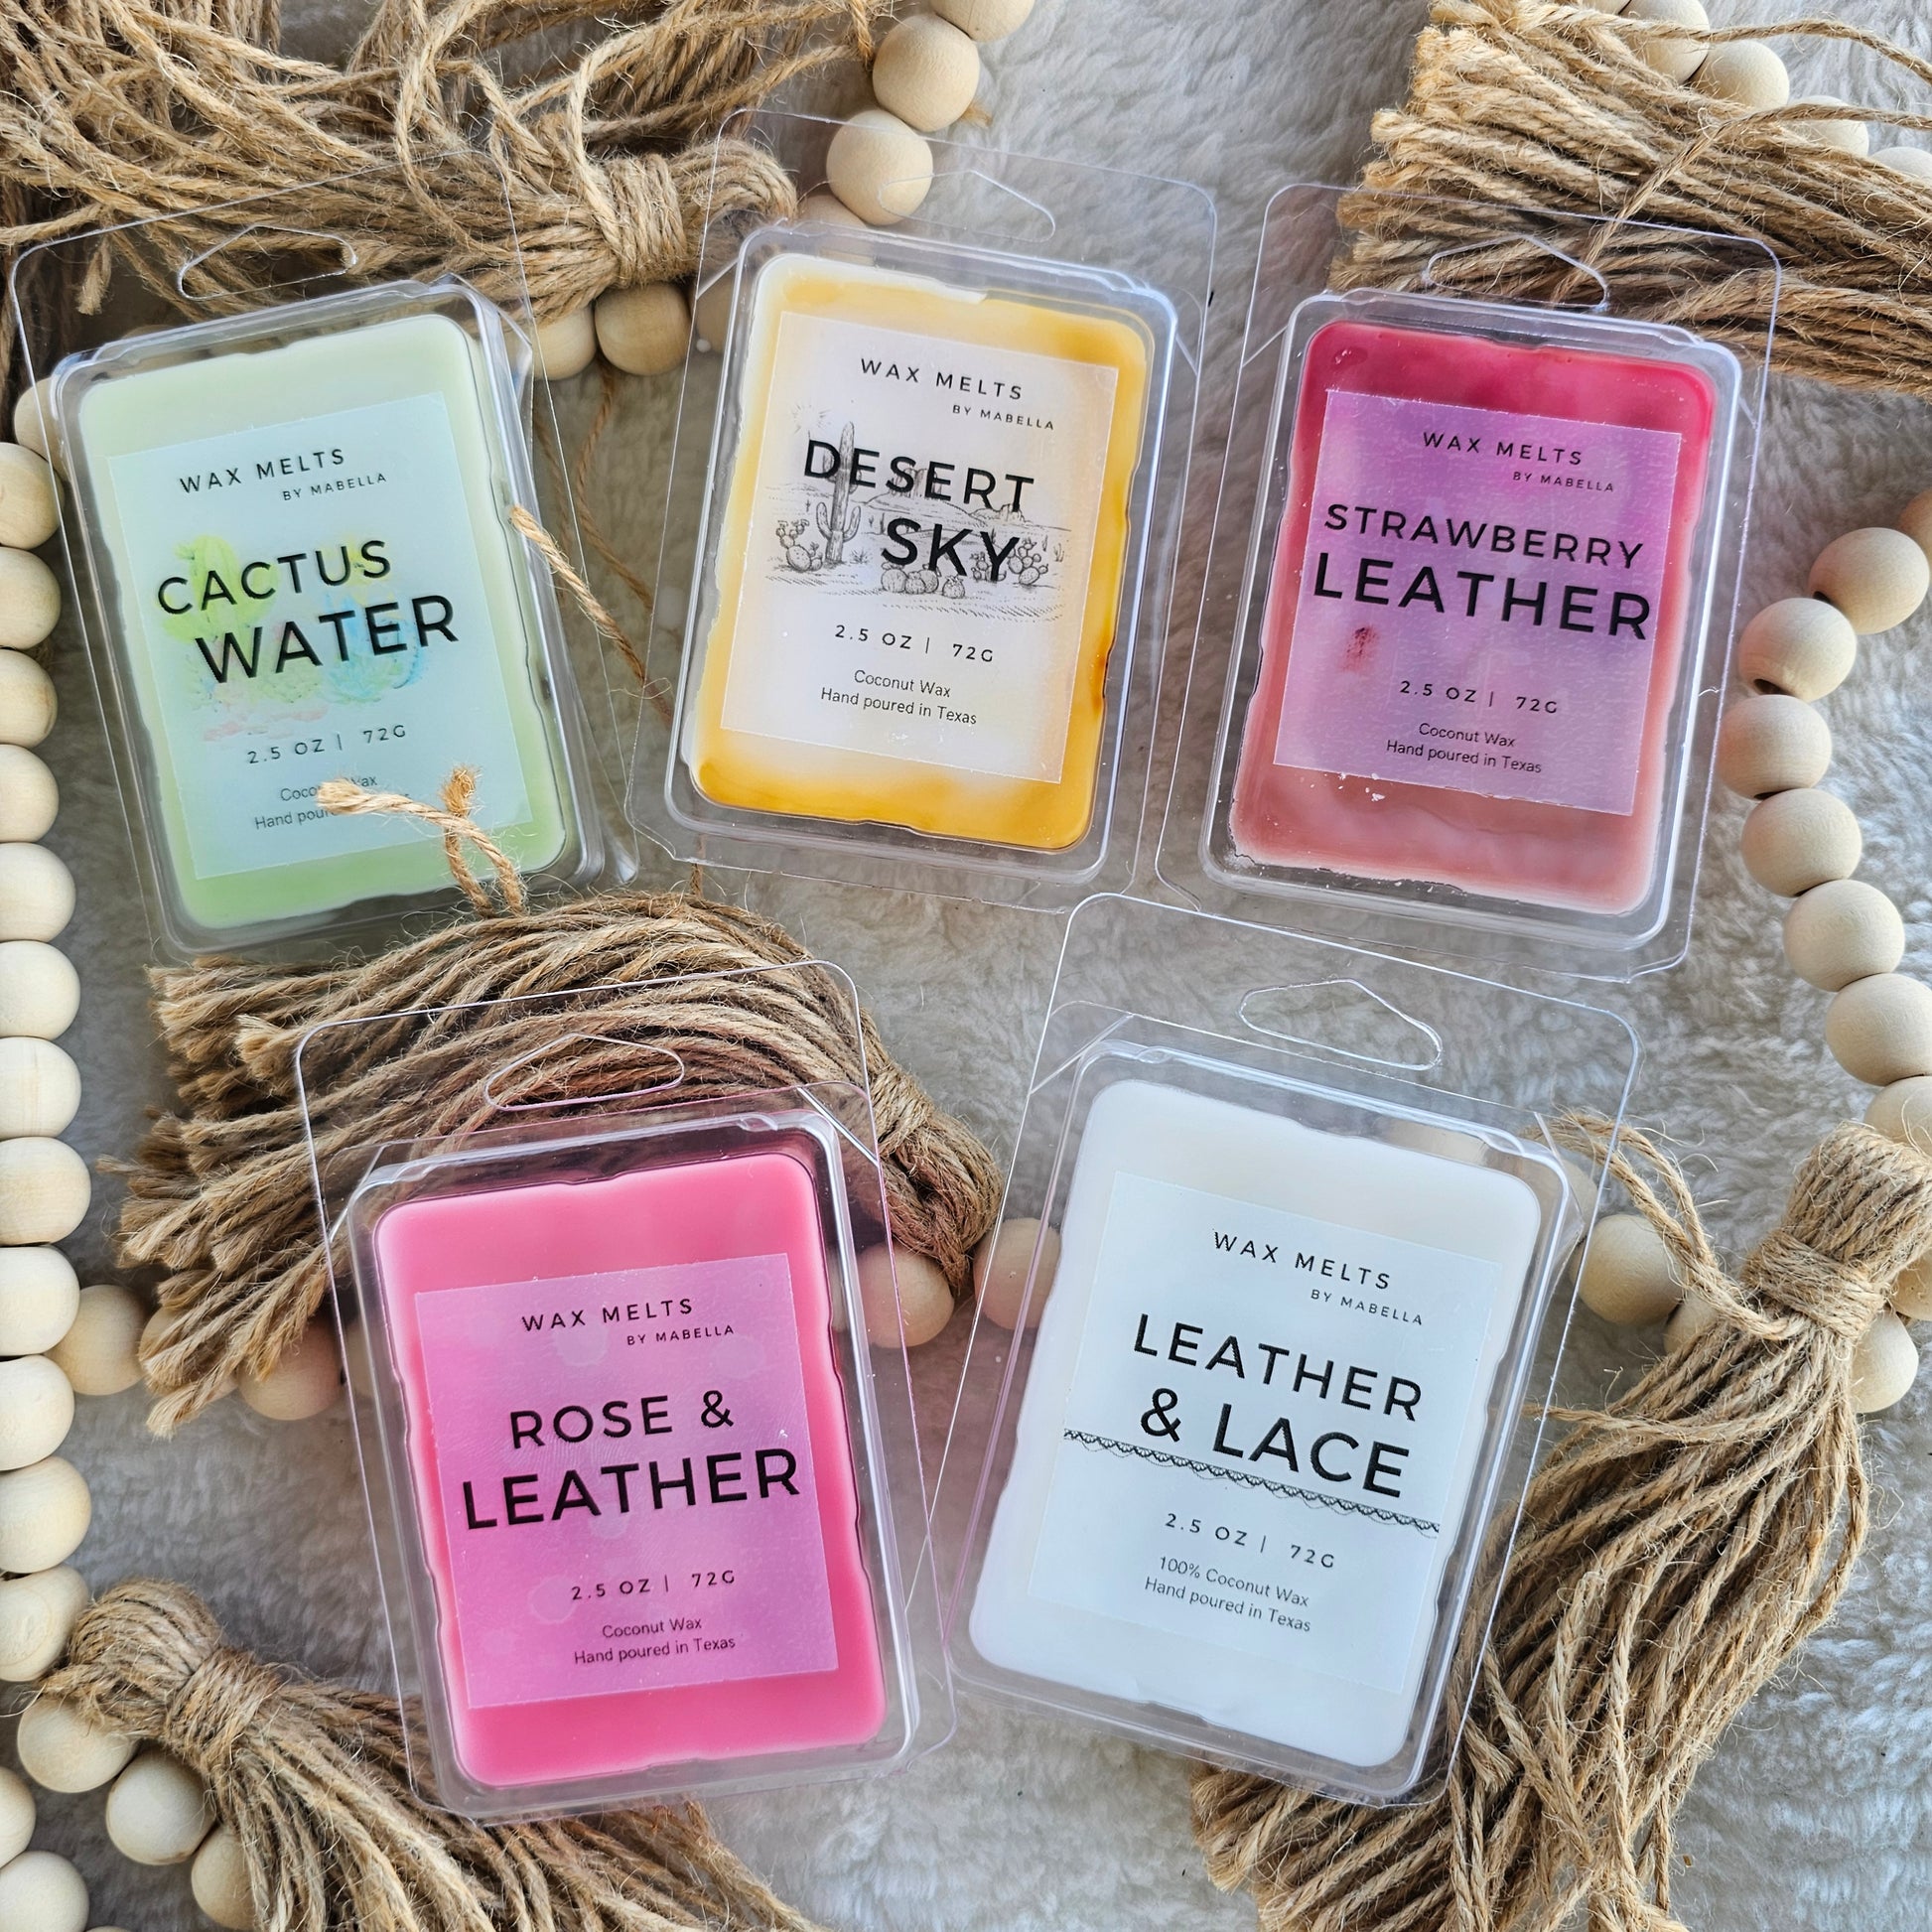 WAX MELTS
BY MABELLA
CACTUS
WATER
2.5 OZ | 72G
Wax
Hand
WAX MELTS
BY MABELLA
DESERT
SKY
2.5 OZ | 72G
Coconut Wax
Hand poured in Texas
WAX MELTS
BY MABELLA
STRAWBERRY
LEATHER
2.5 OZ | 72G
Coconut Wax
Hand poured in Texas
WAX MELTS
BY MABELLA
ROSE &
LEATHER
2.5 OZ | 72G
Coconut Wax
Hand poured in Texas
WAX MELTS
BY MABELLA
LEATHER
& LACE
2.5 OZ | 72G
100% Coconut Wax
Hand poured in Texas